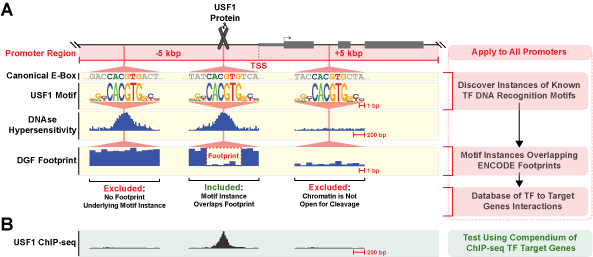 A
USF1
Protein
Promoter Region
-5 kbp
+5 kbp
TSS
Apply to All Promoters
Canonical E-Box
GACCACGTGACT
TATCACGTGTCA
TACCACGTGCTA
USF1 Motif
CACGTG
CACGTG
CACGTG
1 bp
Discover Instances of Known
TF DNA Recognition Motifs
DNAse
Hypersensitivity
200 bp
DGF Footprint
Footprint
1 bp
Motif Instances Overlapping
ENCODE Footprints
Excluded:
No Footprint
Underlying Motif Instance
Included:
Motif Instance
Overlaps Footprint
Excluded:
Chromatin is Not
Open for Cleavage
Database of TF to Target
Genes Interactions
B
USF1 ChIP-seq
200 bp
Test Using Compendium of
ChIP-seq TF Target Genes